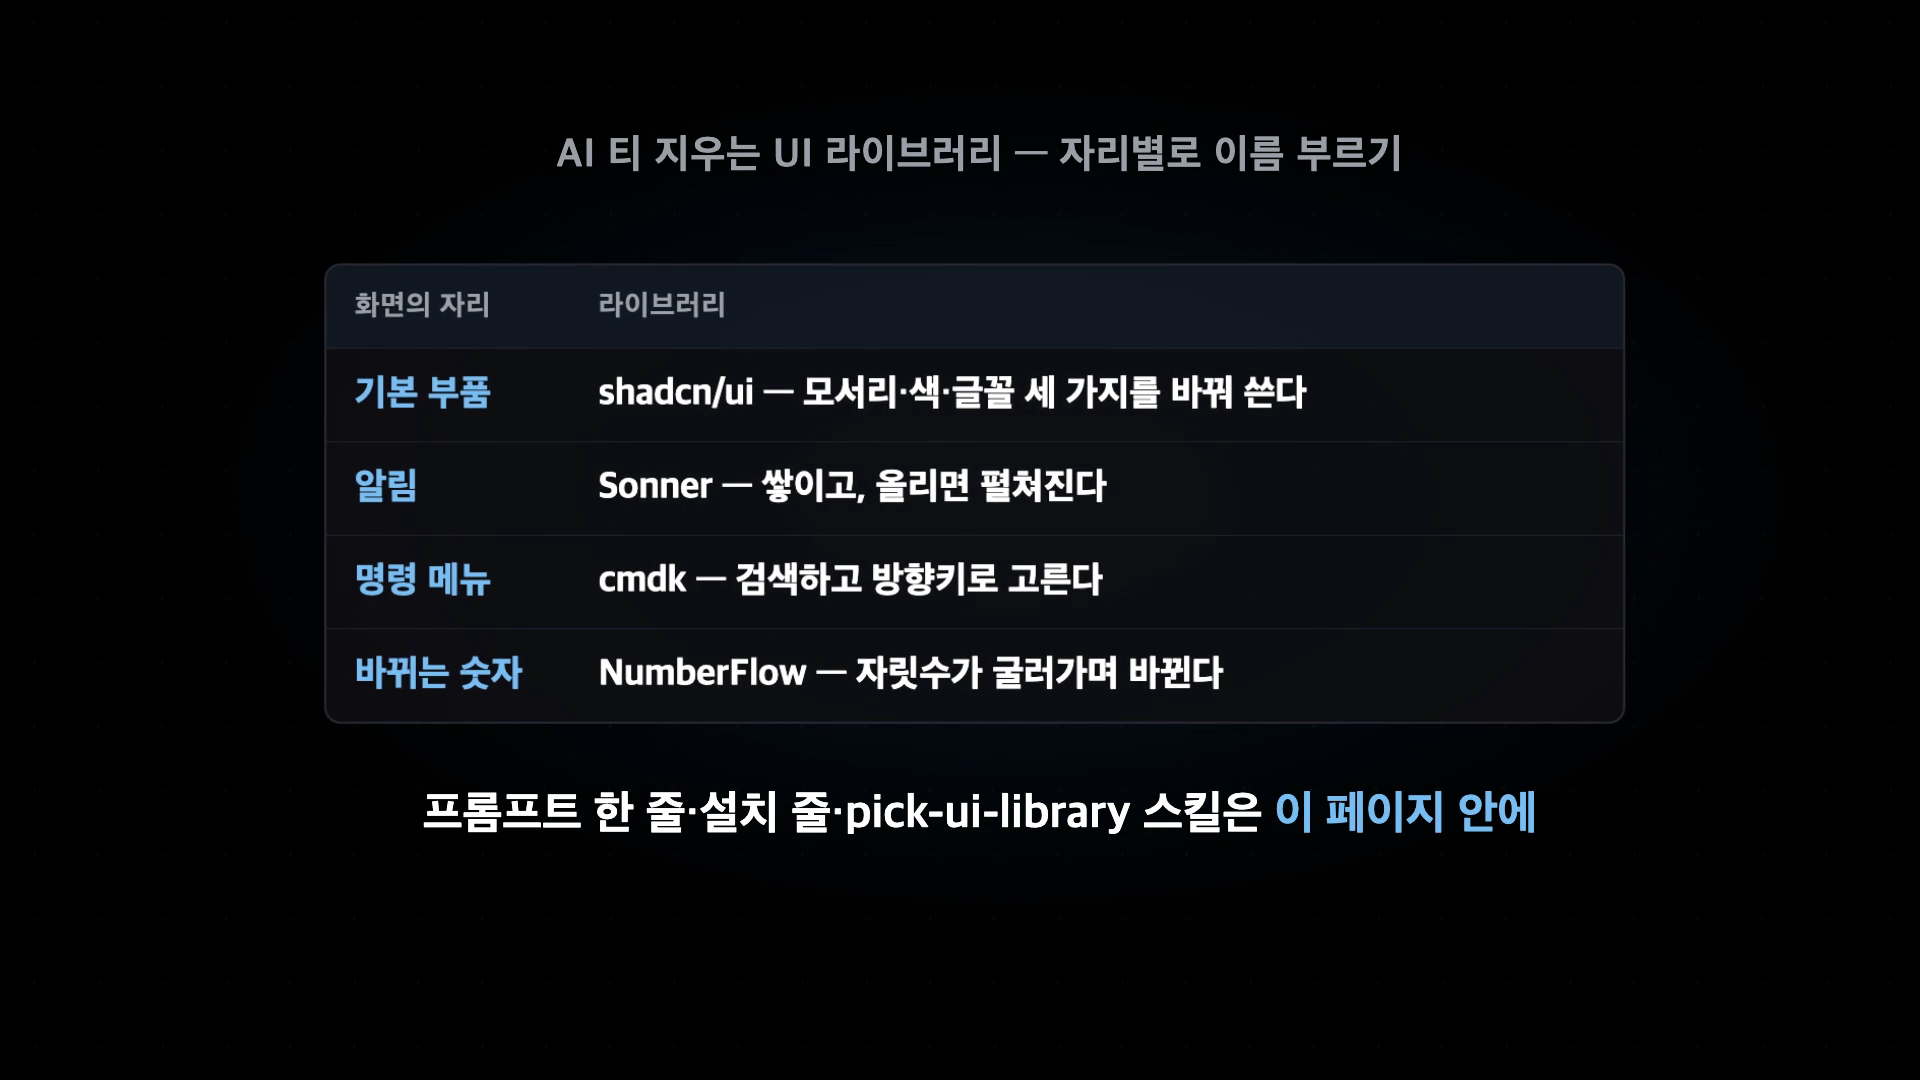 AI 티 지우는 UI 라이브러리 — 자리별로 이름 부르기
화면의 자리 라이브러리
기본 부품 shadcn/ui — 모서리·색·글꼴 세 가지를 바꿔 쓴다
알림 Sonner — 쌓이고, 올리면 펼쳐진다
명령 메뉴 cmdk — 검색하고 방향키로 고른다
바뀌는 숫자 NumberFlow — 자릿수가 굴러가며 바뀐다
프롬프트 한 줄·설치 줄·pick-ui-library 스킬은 이 페이지 안에